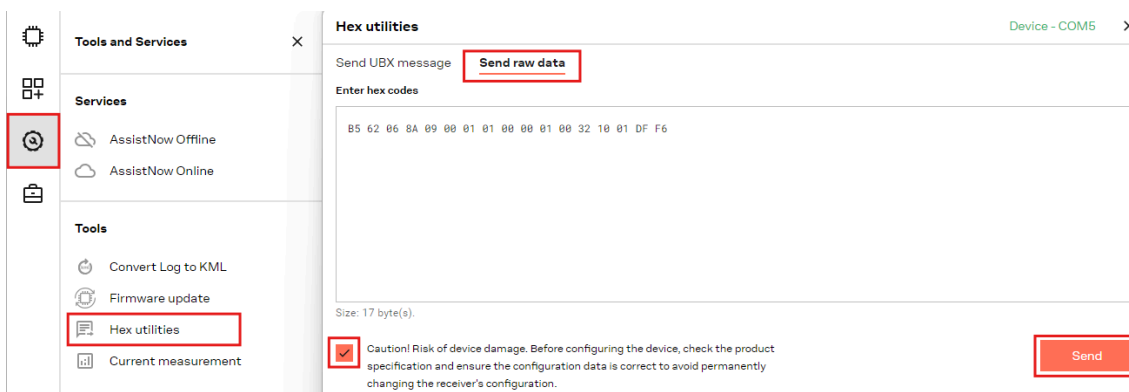 Tools and Services
Services
AssistNow Offline
AssistNow Online
Tools
Convert Log to KML
Firmware update
Hex utilities
Current measurement
Hex utilities
Device - COM5
Send UBX message
Send raw data
Enter hex codes
B5 62 06 8A 09 00 01 01 00 00 01 00 32 10 01 DF F6
Size: 17 byte(s).
Caution! Risk of device damage. Before configuring the device, check the product
specification and ensure the configuration data is correct to avoid permanently
changing the receiver's configuration.
Send